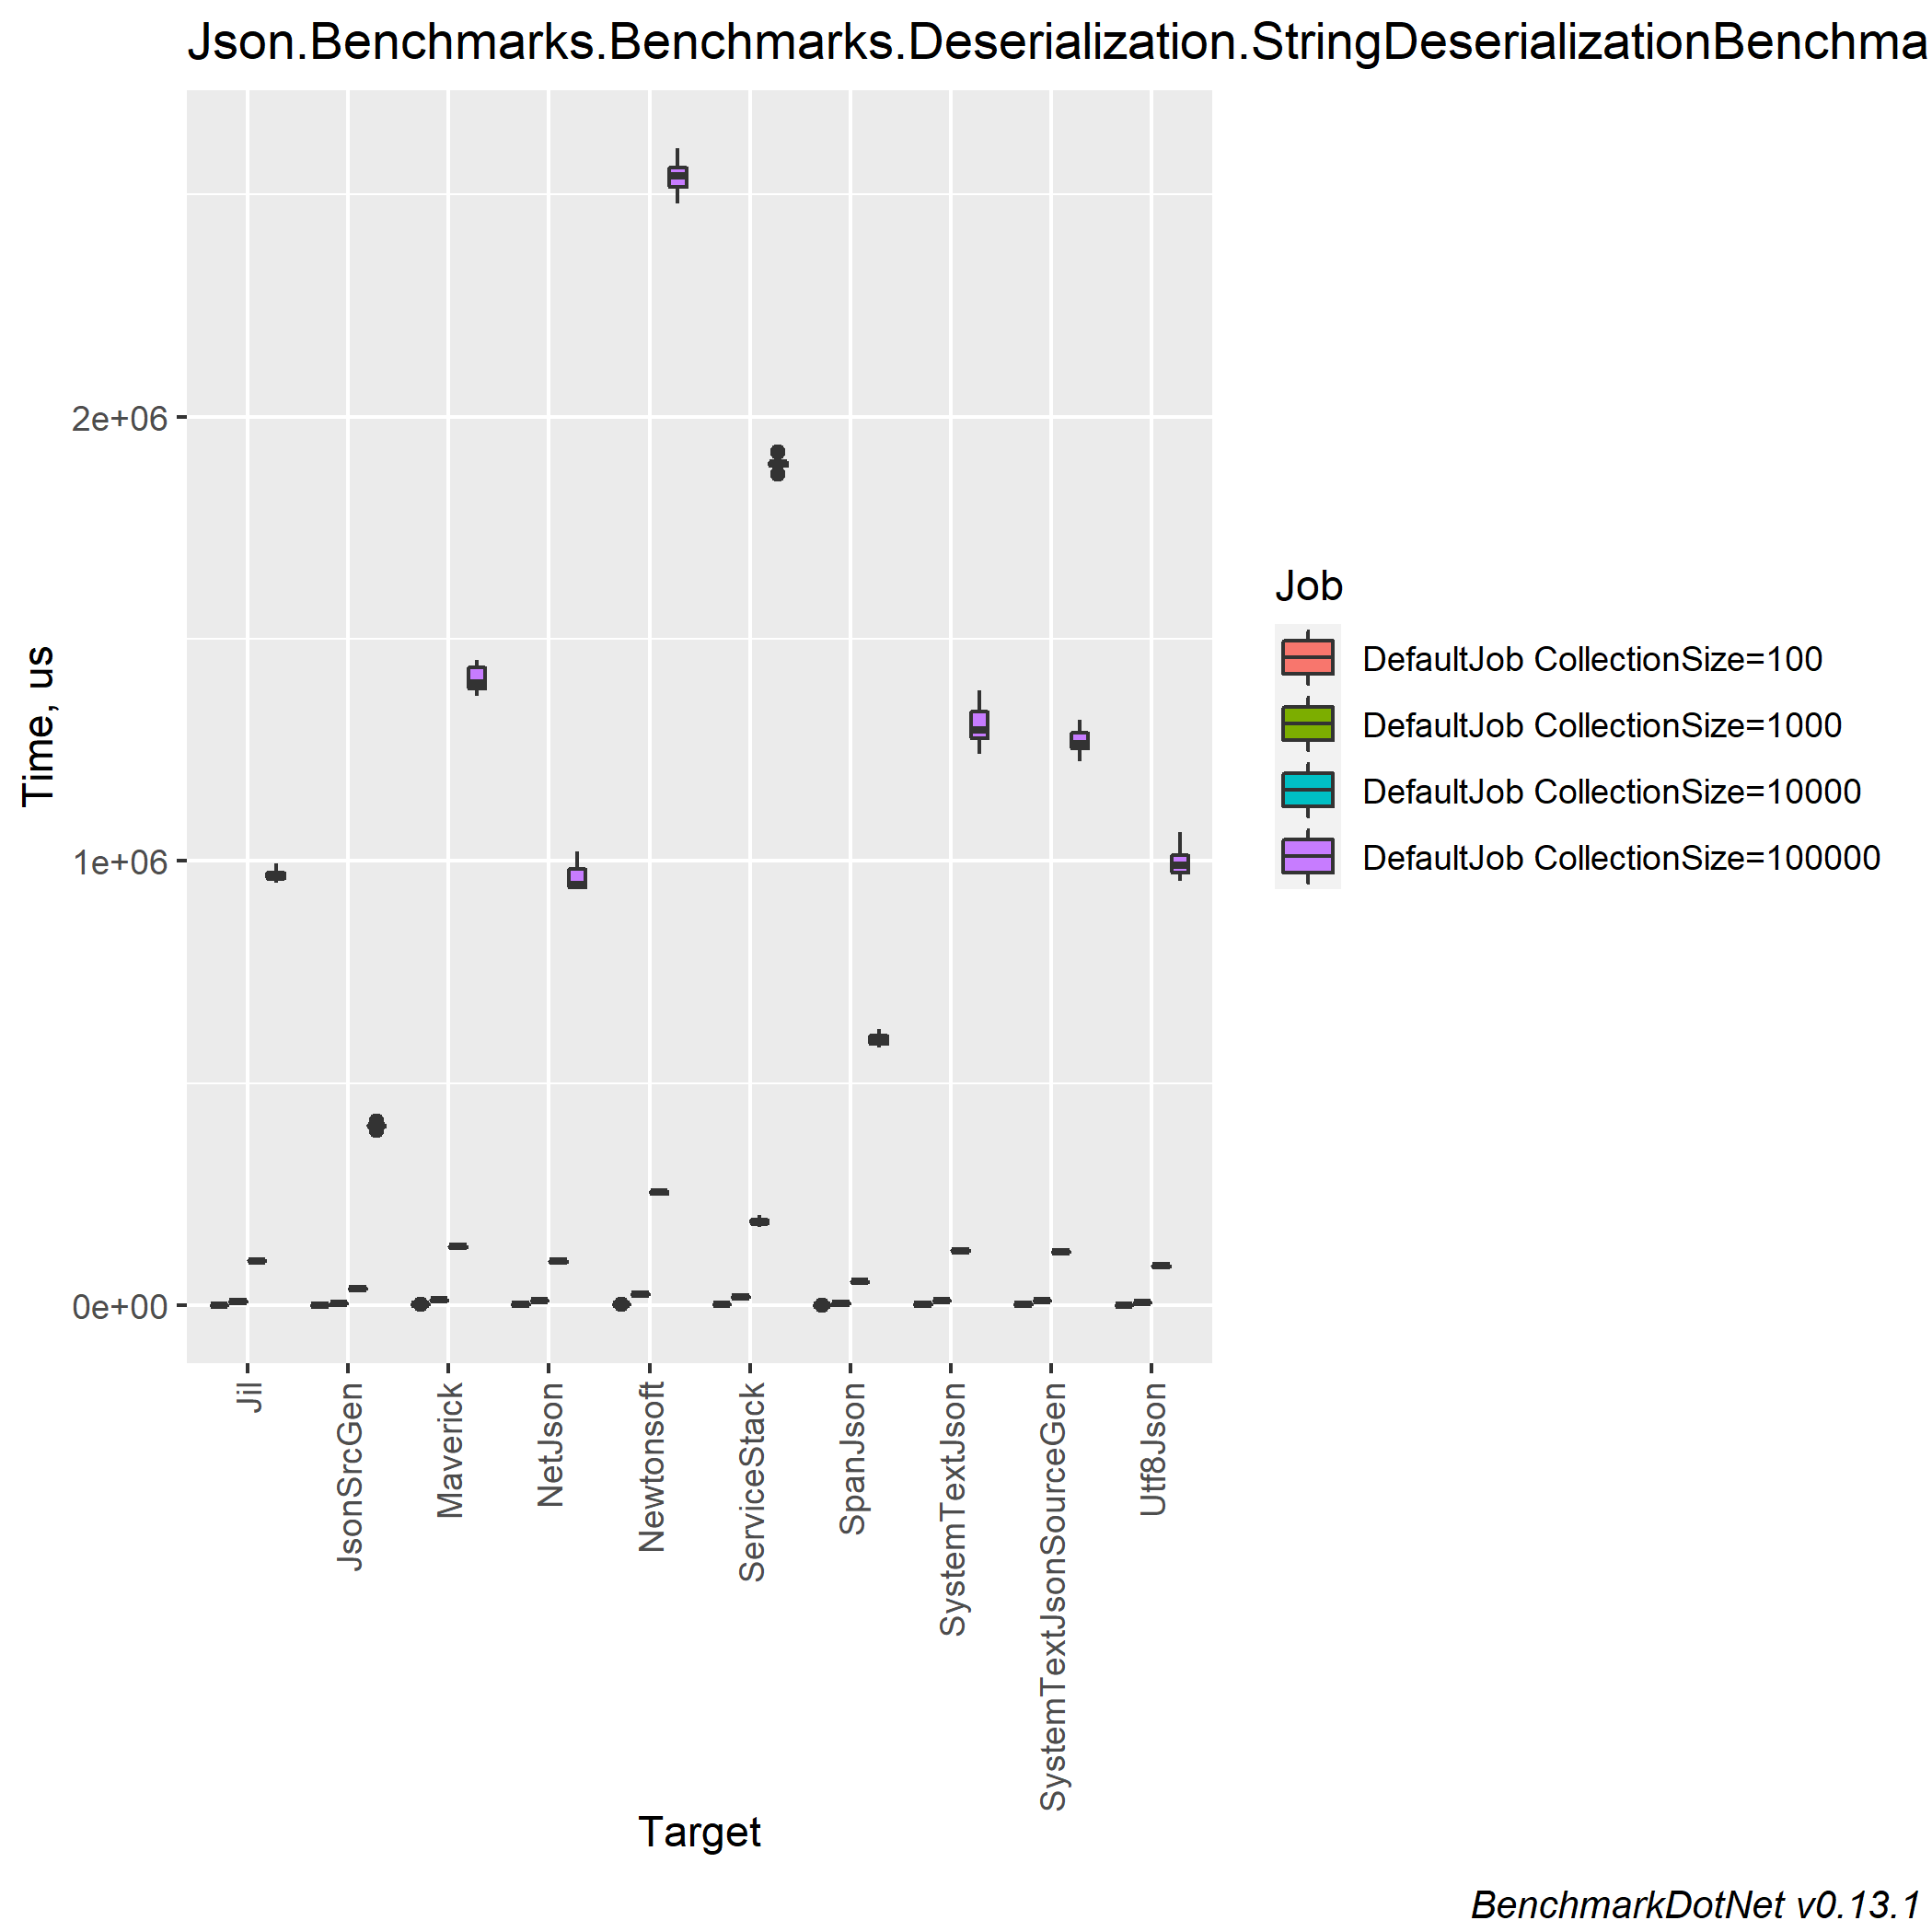 Json.Benchmarks.Benchmarks.Deserialization.StringDeserializationBenchma
Time, us
2e+06
1e+06
0e+00
Job
DefaultJob CollectionSize=100
DefaultJob CollectionSize=1000
DefaultJob CollectionSize=10000
DefaultJob CollectionSize=100000
Jil
JsonSrcGen
Maverick
NetJson
Newtonsoft
ServiceStack
SpanJson
SystemTextJson
SystemTextJsonSourceGen
Utf8Json
Target
BenchmarkDotNet v0.13.1